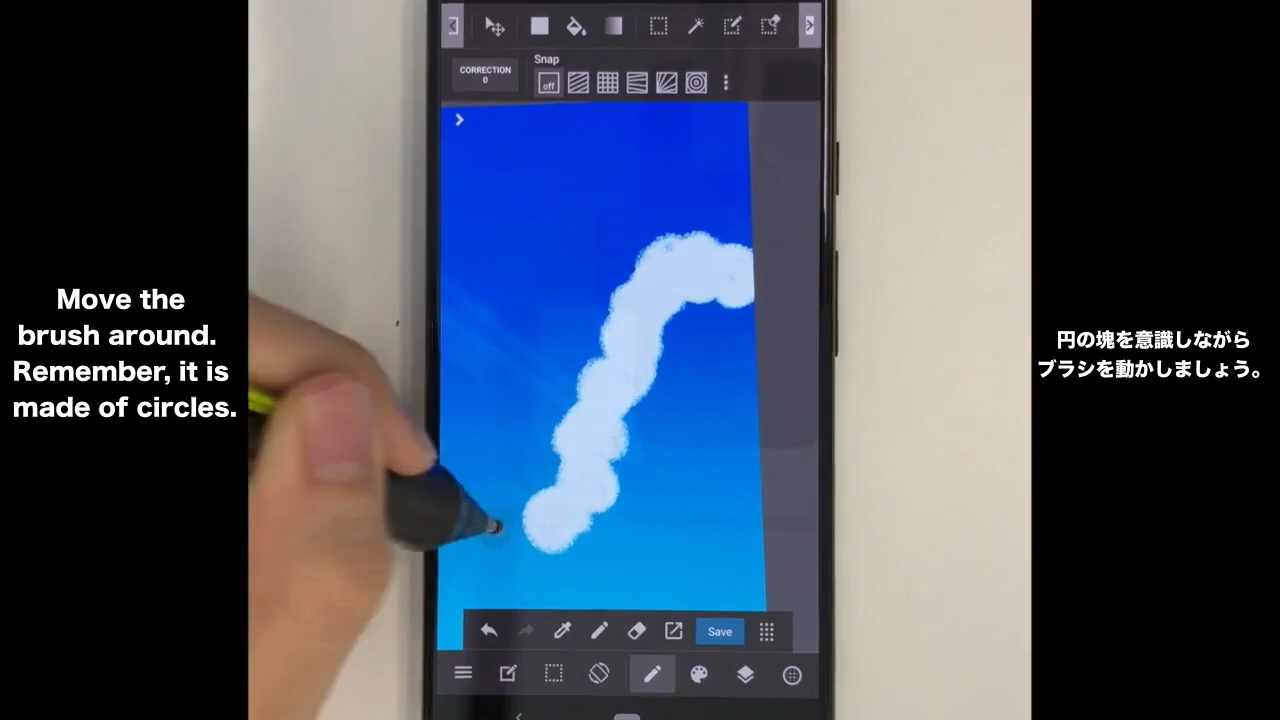 Move the
brush around.
Remember, it is
made of circles.
CORRECTION
0
Snap
off
Save
円の塊を意識しながら
ブラシを動かしましょう。